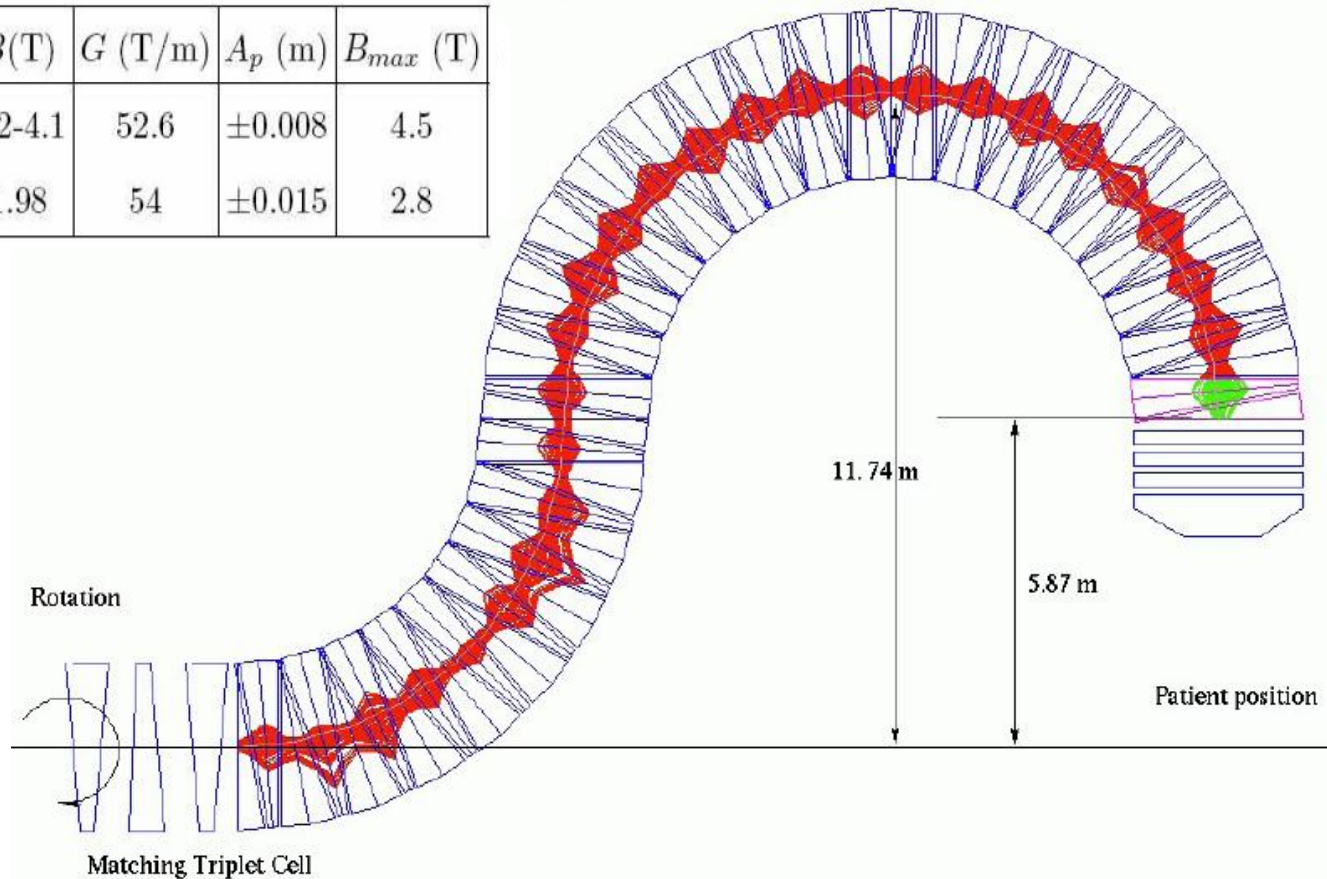 (T) G (T/m) A_p (m) B_max (T)
2-4.1 52.6 ±0.008 4.5
.98 54 ±0.015 2.8
11.74 m
5.87 m
Rotation
Patient position
Matching Triplet Cell